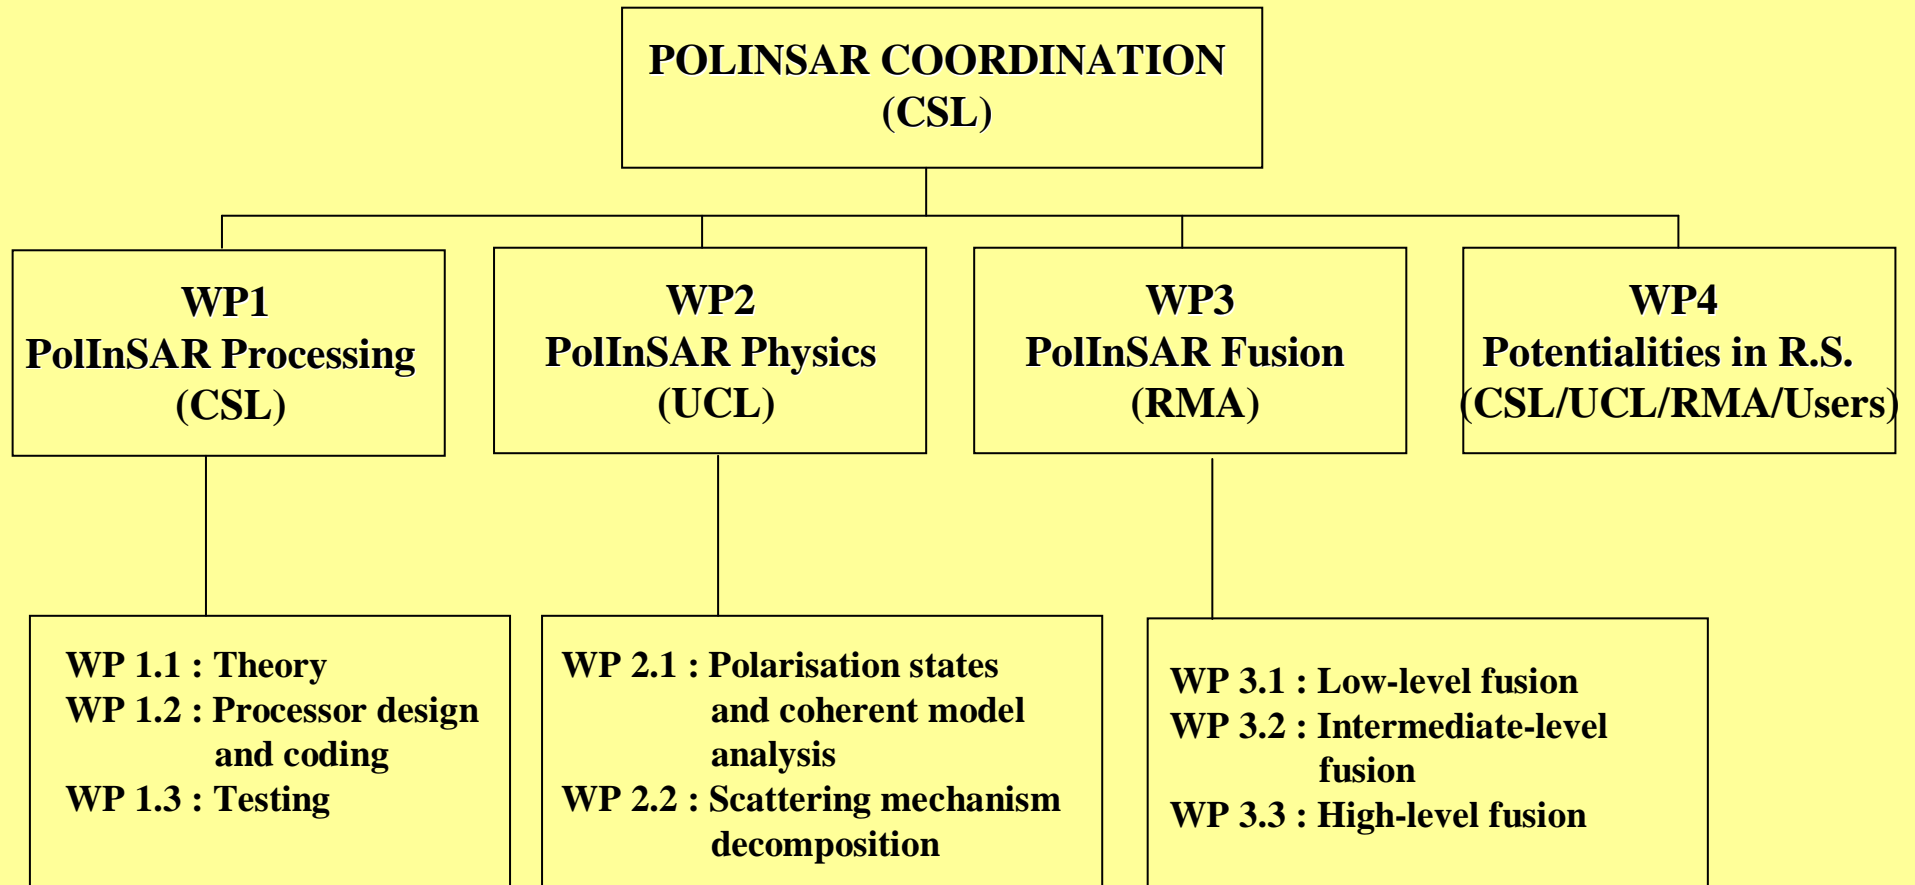 POLINSAR COORDINATION
(CSL)
WP1
PolInSAR Processing
(CSL)
WP2
PolInSAR Physics
(UCL)
WP3
PolInSAR Fusion
(RMA)
WP4
Potentialities in R.S.
(CSL/UCL/RMA/Users)
WP 1.1 : Theory
WP 1.2 : Processor design
and coding
WP 1.3 : Testing
WP 2.1 : Polarisation states
and coherent model
analysis
WP 2.2 : Scattering mechanism
decomposition
WP 3.1 : Low-level fusion
WP 3.2 : Intermediate-level
fusion
WP 3.3 : High-level fusion